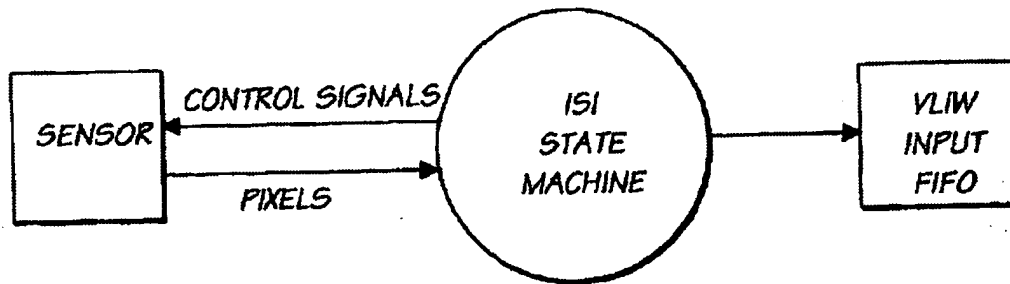 SENSOR
CONTROL SIGNALS
PIXELS
ISI
STATE
MACHINE
VLIW
INPUT
FIFO